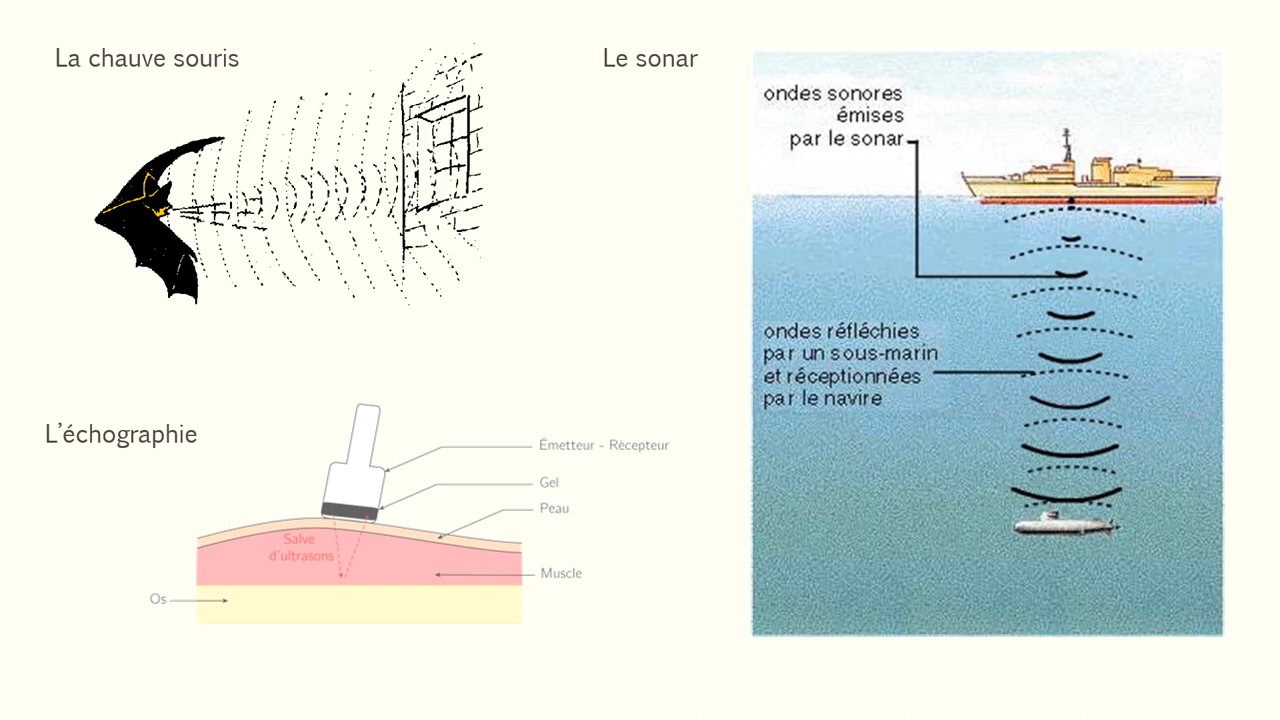 La chauve souris
Le sonar
ondes sonores
émises
par le sonar
ondes réfléchies
par un sous-marin
et réceptionnées
par le navire
L’échographie
Émetteur - Récepteur
Gel
Peau
Salve
d’ultrasons
Muscle
Os